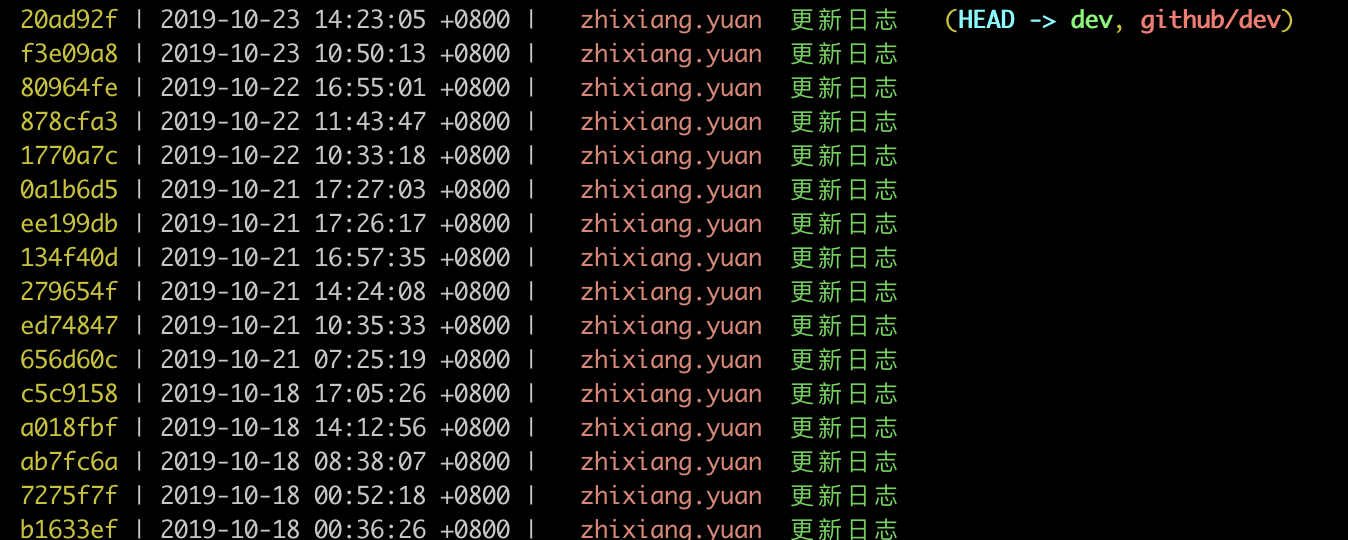 20ad92f | 2019-10-23 14:23:05 +0800 | zhixiang.yuan 更新日志 (HEAD -> dev, github/dev)
f3e09a8 | 2019-10-23 10:50:13 +0800 | zhixiang.yuan 更新日志
80964fe | 2019-10-22 16:55:01 +0800 | zhixiang.yuan 更新日志
878cfa3 | 2019-10-22 11:43:47 +0800 | zhixiang.yuan 更新日志
1770a7c | 2019-10-22 10:33:18 +0800 | zhixiang.yuan 更新日志
0a1b6d5 | 2019-10-21 17:27:03 +0800 | zhixiang.yuan 更新日志
ee199db | 2019-10-21 17:26:17 +0800 | zhixiang.yuan 更新日志
134f40d | 2019-10-21 16:57:35 +0800 | zhixiang.yuan 更新日志
279654f | 2019-10-21 14:24:08 +0800 | zhixiang.yuan 更新日志
ed74847 | 2019-10-21 10:35:33 +0800 | zhixiang.yuan 更新日志
656d60c | 2019-10-21 07:25:19 +0800 | zhixiang.yuan 更新日志
c5c9158 | 2019-10-18 17:05:26 +0800 | zhixiang.yuan 更新日志
a018fbf | 2019-10-18 14:12:56 +0800 | zhixiang.yuan 更新日志
ab7fc6a | 2019-10-18 08:38:07 +0800 | zhixiang.yuan 更新日志
7275f7f | 2019-10-18 00:52:18 +0800 | zhixiang.yuan 更新日志
b1633ef | 2019-10-18 00:36:26 +0800 | zhixiang.yuan 更新日志